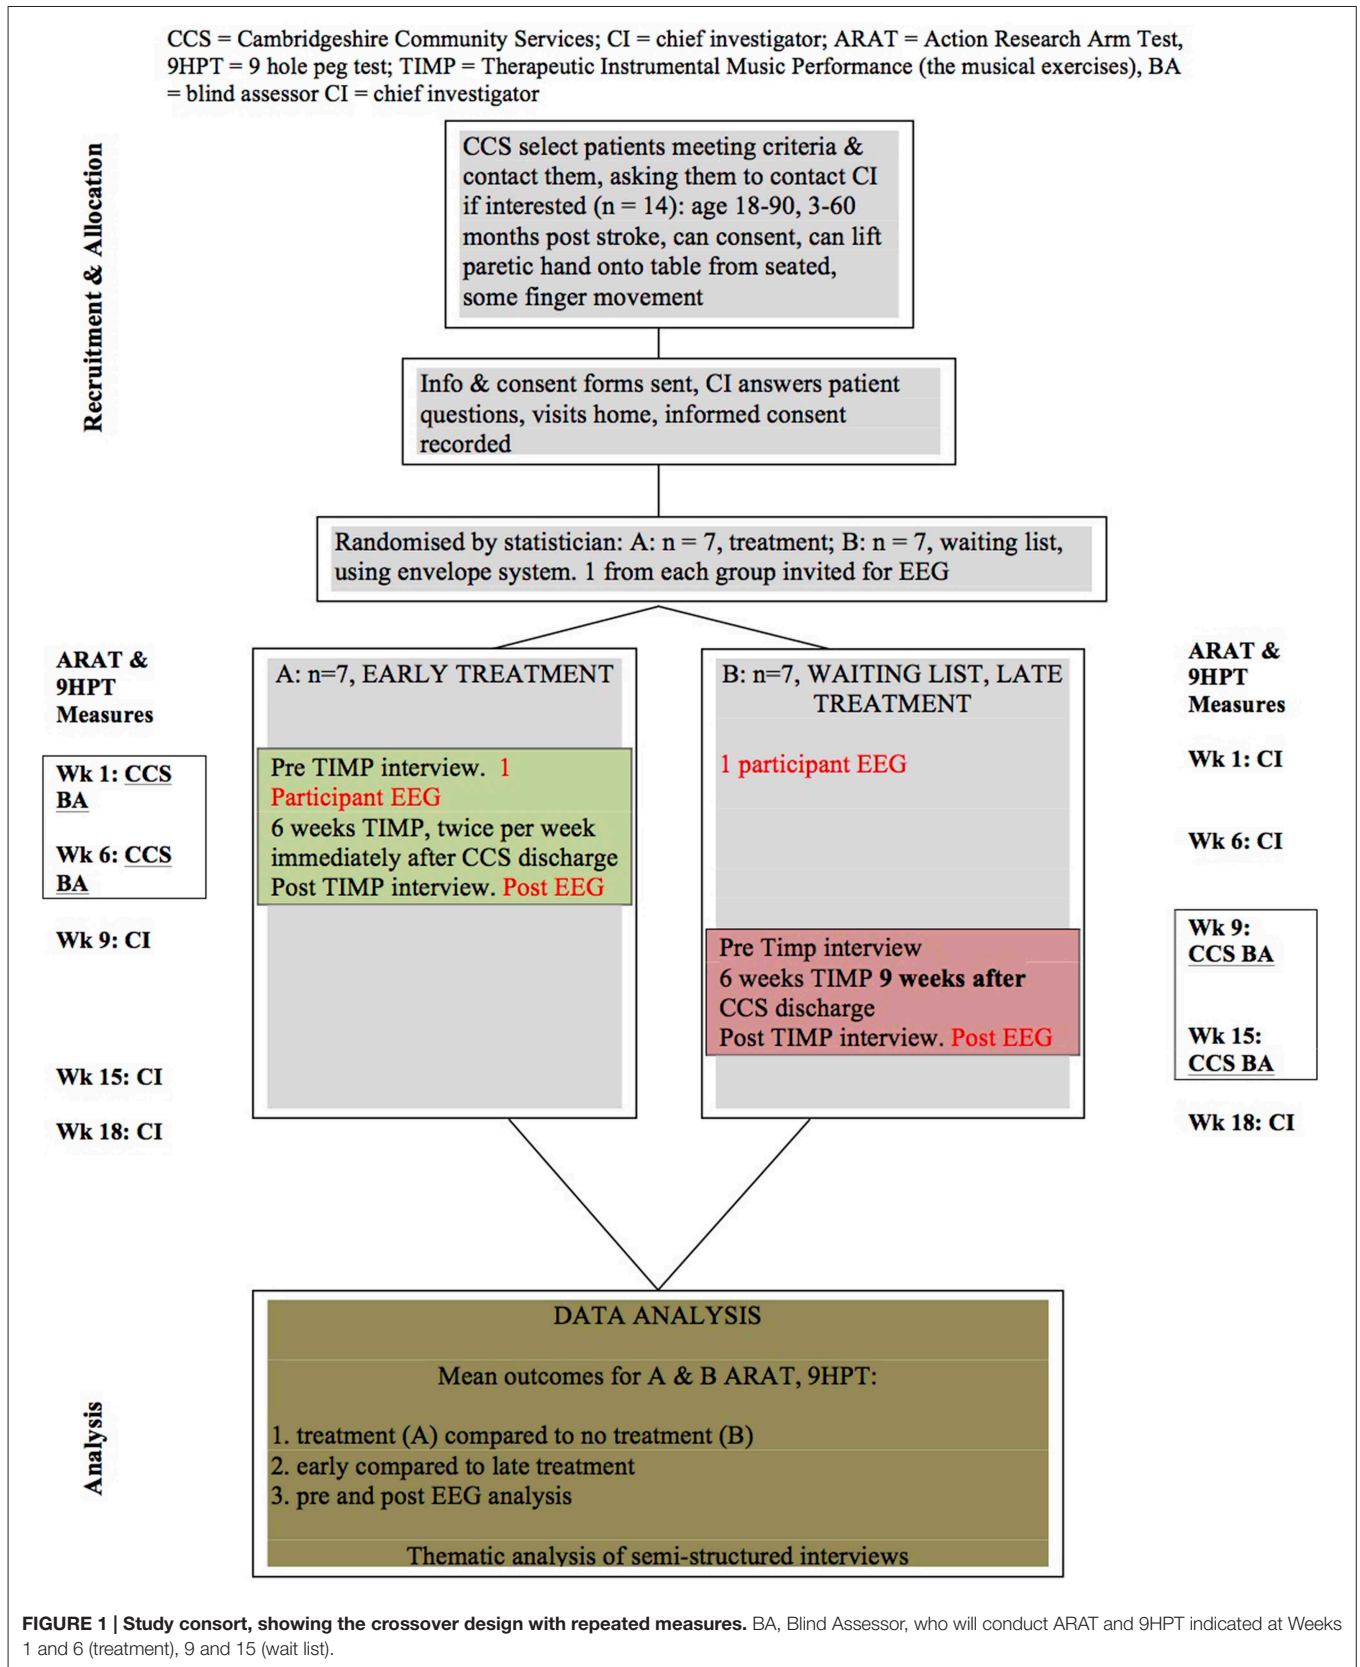 CCS = Cambridgeshire Community Services; CI = chief investigator; ARAT = Action Research Arm Test,
9HPT = 9 hole peg test; TIMP = Therapeutic Instrumental Music Performance (the musical exercises), BA
= blind assessor CI = chief investigator
Recruitment & Allocation
CCS select patients meeting criteria &
contact them, asking them to contact CI
if interested (n = 14): age 18-90, 3-60
months post stroke, can consent, can lift
paretic hand onto table from seated,
some finger movement
Info & consent forms sent, CI answers patient
questions, visits home, informed consent
recorded
Randomised by statistician: A: n = 7, treatment; B: n = 7, waiting list,
using envelope system. 1 from each group invited for EEG
ARAT &
9HPT
Measures
Wk 1: CCS
BA
Wk 6: CCS
BA
Wk 9: CI
Wk 15: CI
Wk 18: CI
A: n=7, EARLY TREATMENT
Pre TIMP interview. 1
Participant EEG
6 weeks TIMP, twice per week
immediately after CCS discharge
Post TIMP interview. Post EEG
B: n=7, WAITING LIST, LATE
TREATMENT
1 participant EEG
Pre Timp interview
6 weeks TIMP 9 weeks after
CCS discharge
Post TIMP interview. Post EEG
ARAT &
9HPT
Measures
Wk 1: CI
Wk 6: CI
Wk 9:
CCS BA
Wk 15:
CCS BA
Wk 18: CI
Analysis
DATA ANALYSIS
Mean outcomes for A & B ARAT, 9HPT:
1. treatment (A) compared to no treatment (B)
2. early compared to late treatment
3. pre and post EEG analysis
Thematic analysis of semi-structured interviews
FIGURE 1 | Study consort, showing the crossover design with repeated measures. BA, Blind Assessor, who will conduct ARAT and 9HPT indicated at Weeks
1 and 6 (treatment), 9 and 15 (wait list).